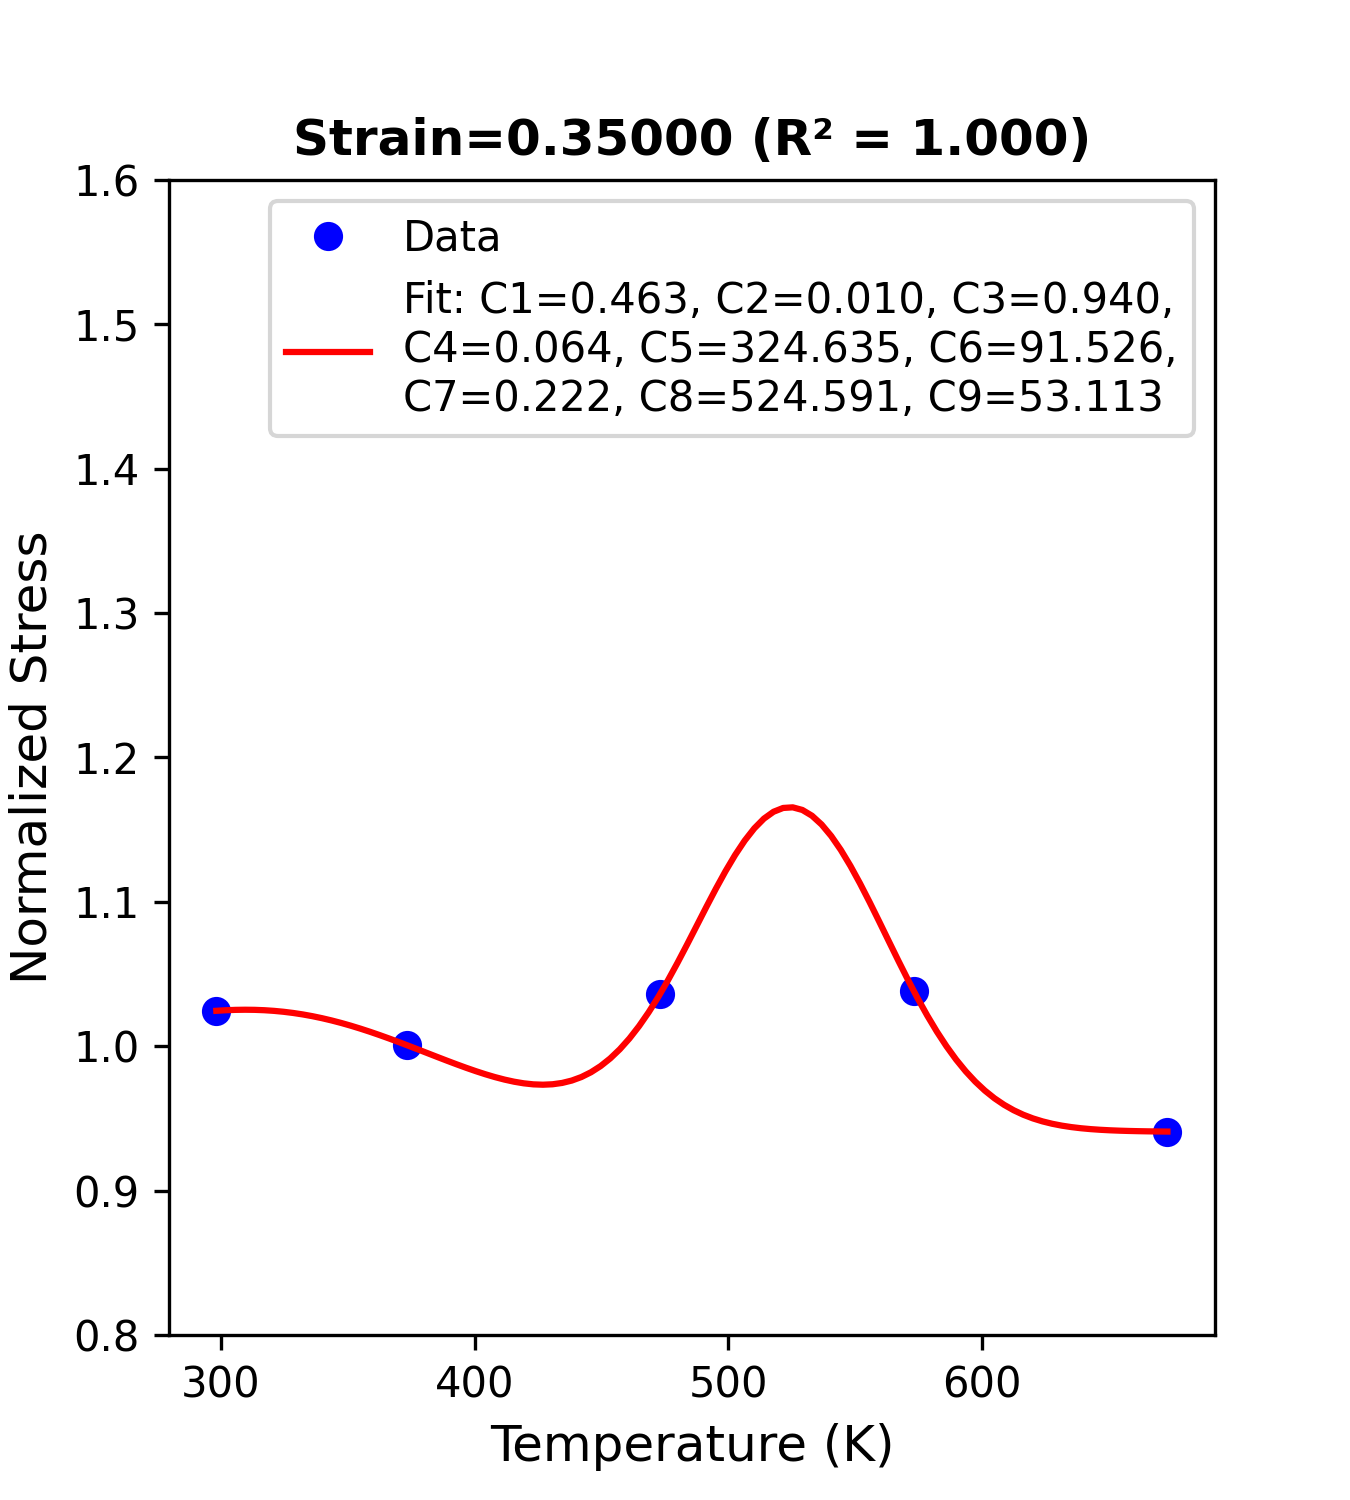 Strain=0.35000 (R² = 1.000)
1.6
1.5
1.4
1.3
1.2
1.1
1.0
0.9
0.8
Normalized Stress
Data
Fit: C1=0.463, C2=0.010, C3=0.940,
C4=0.064, C5=324.635, C6=91.526,
C7=0.222, C8=524.591, C9=53.113
300 400 500 600
Temperature (K)